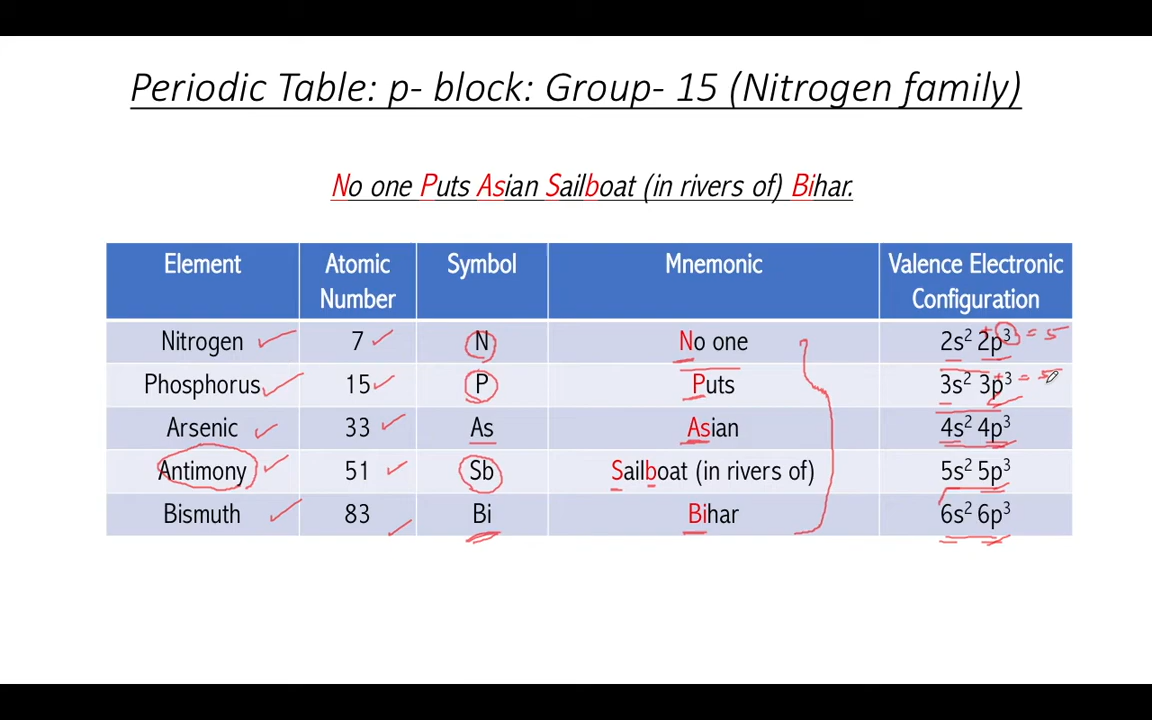 Periodic Table: p- block: Group- 15 (Nitrogen family)
No one Puts Asian Sailboat (in rivers of) Bihar.
Element Atomic Number Symbol Mnemonic Valence Electronic Configuration
Nitrogen 7 N No one 2s² 2p³ = 5
Phosphorus 15 P Puts 3s² 3p³ = 5
Arsenic 33 As Asian 4s² 4p³
Antimony 51 Sb Sailboat (in rivers of) 5s² 5p³
Bismuth 83 Bi Bihar 6s² 6p³